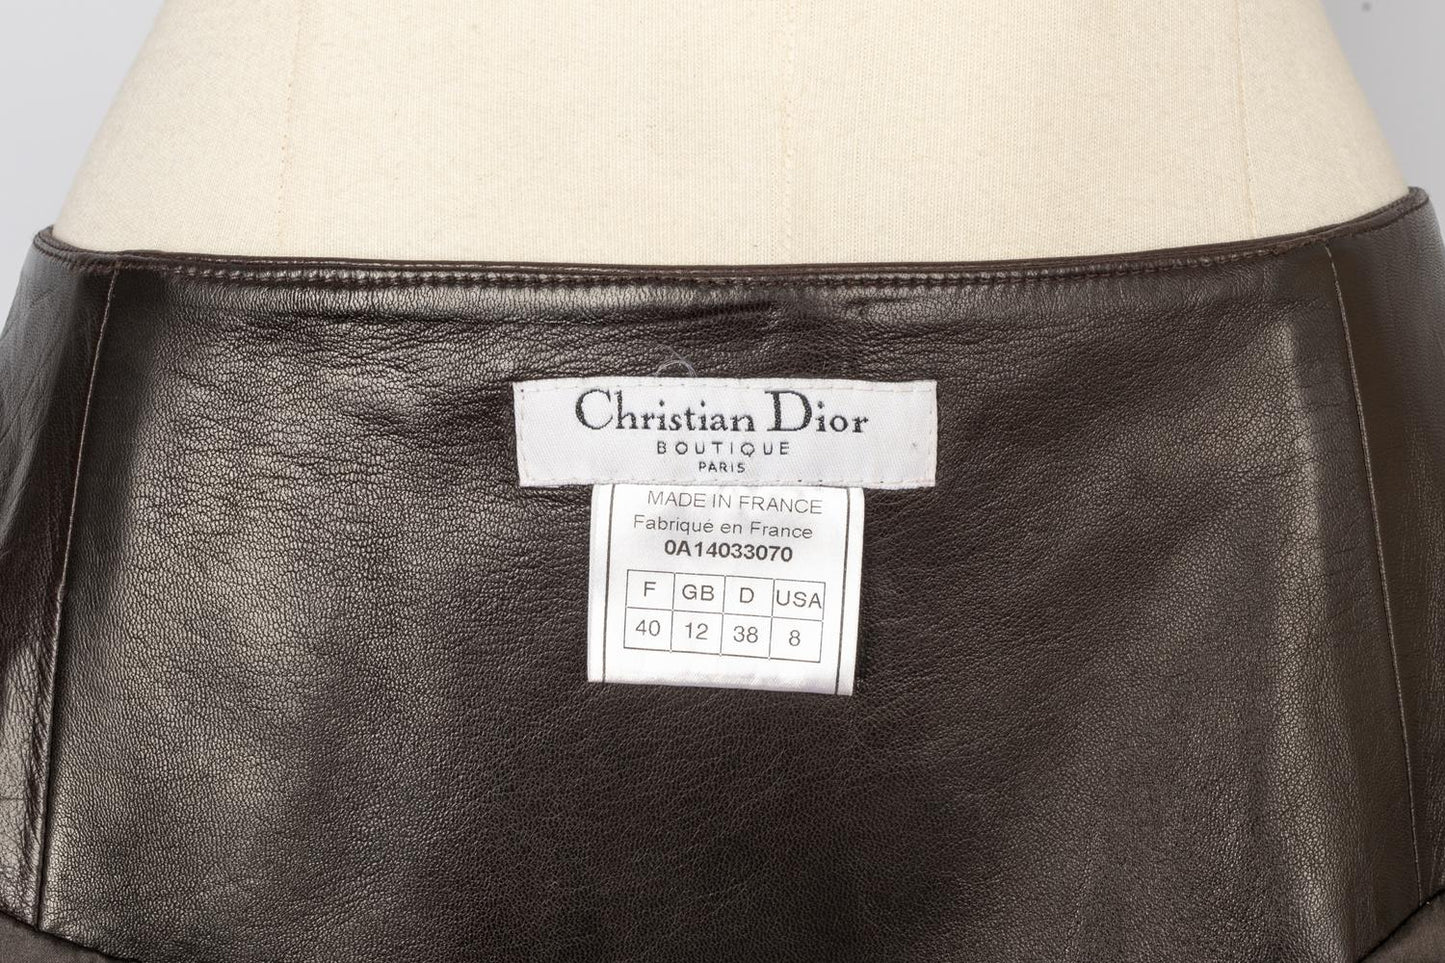 Christian Dior
BOUTIQUE
PARIS
MADE IN FRANCE
Fabriqué en France
0A14033070
F GB D USA
40 12 38 8